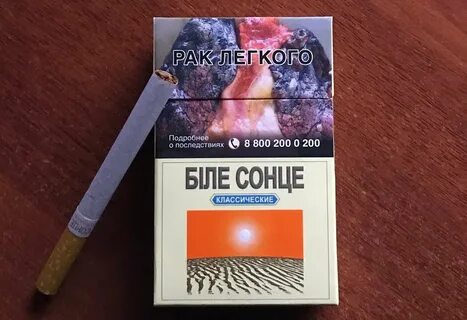 РАК ЛЕГКОГО
Подробнее
о последствиях 8 800 200 0 200
БІЛЕ СОНЦЕ
КЛАССИЧЕСКИЕ